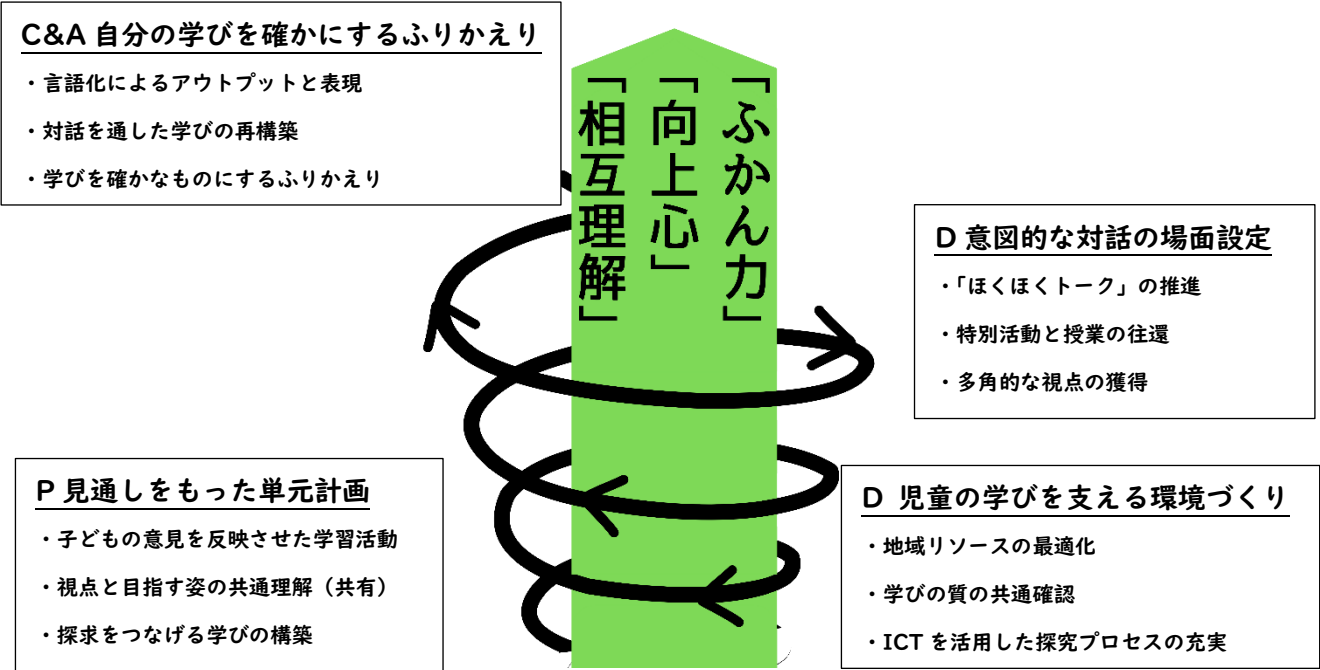 C&A 自分の学びを確かにするふりかえり
・言語化によるアウトプットと表現
・対話を通した学びの再構築
・学びを確かなものにするふりかえり
「ふかん力」
「向上心」
「相互理解」
D 意図的な対話の場面設定
・「ほくほくトーク」の推進
・特別活動と授業の往還
・多角的な視点の獲得
P 見通しをもった単元計画
・子どもの意見を反映させた学習活動
・視点と目指す姿の共通理解（共有）
・探求をつなげる学びの構築
D 児童の学びを支える環境づくり
・地域リソースの最適化
・学びの質の共通確認
・ICT を活用した探究プロセスの充実